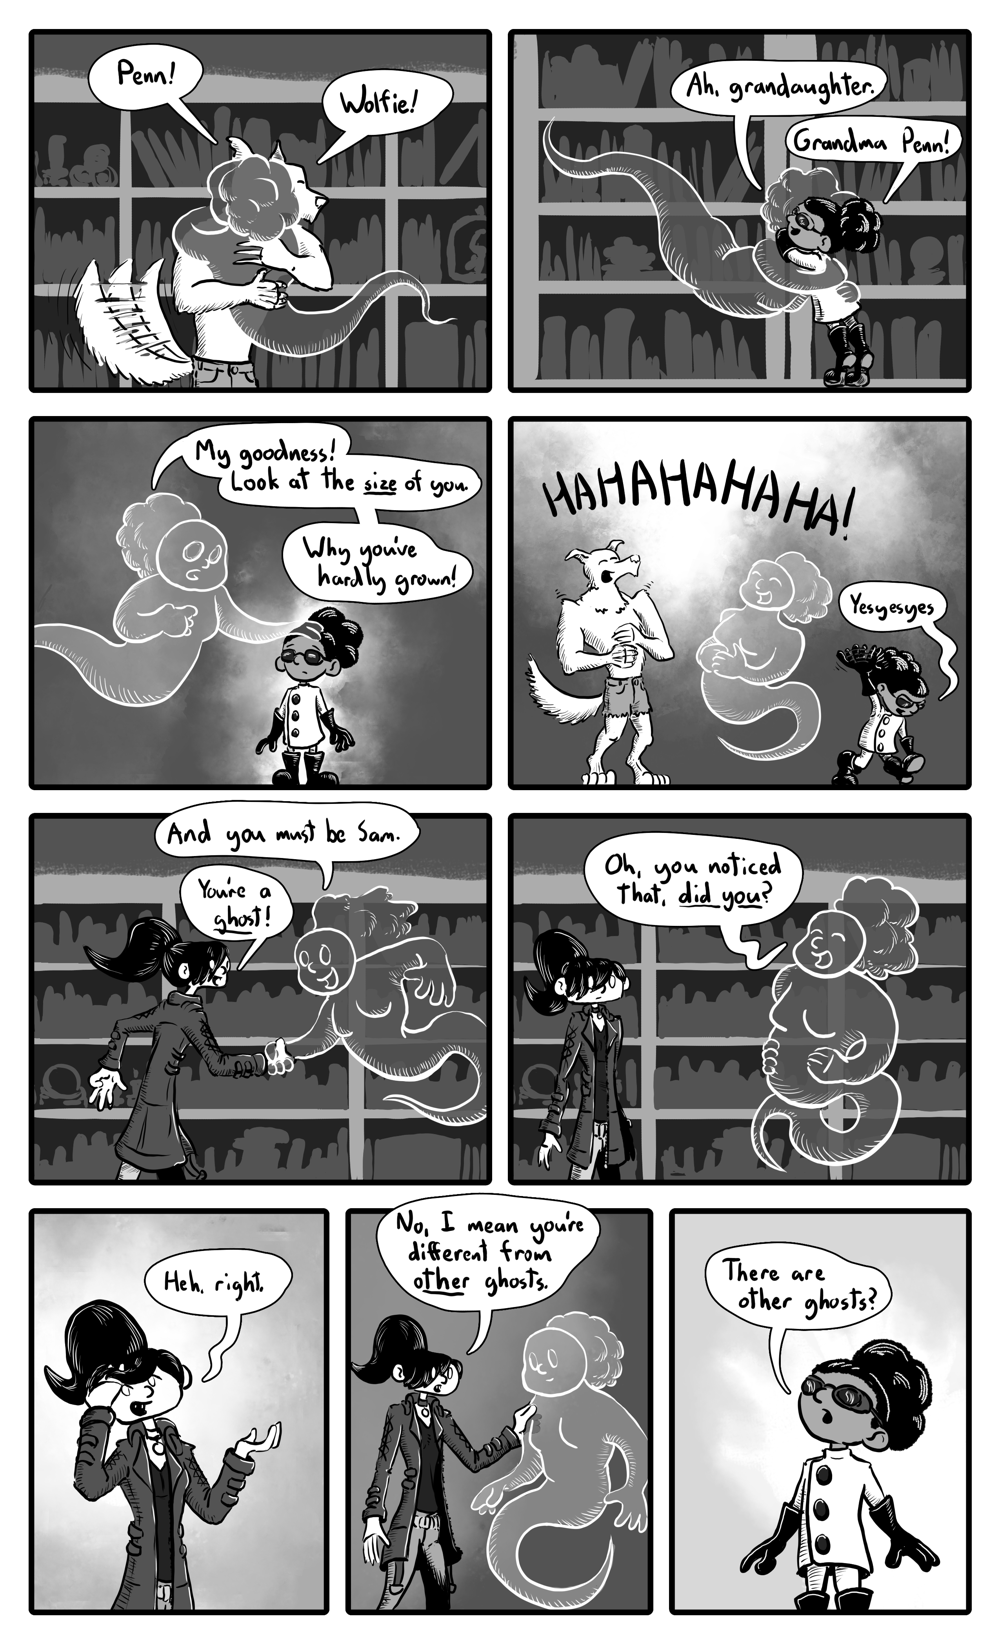 Penn!
Wolfie!
Ah, grandaughter.
Grandma Penn!
My goodness!
Look at the size of you.
Why you've
hardly grown!
HAHAHAHAHA!
Yesyesyes
And you must be Sam.
You're a
ghost!
Oh, you noticed
that, did you?
Heh, right.
No, I mean you're
different from
other ghosts.
There are
other ghosts?